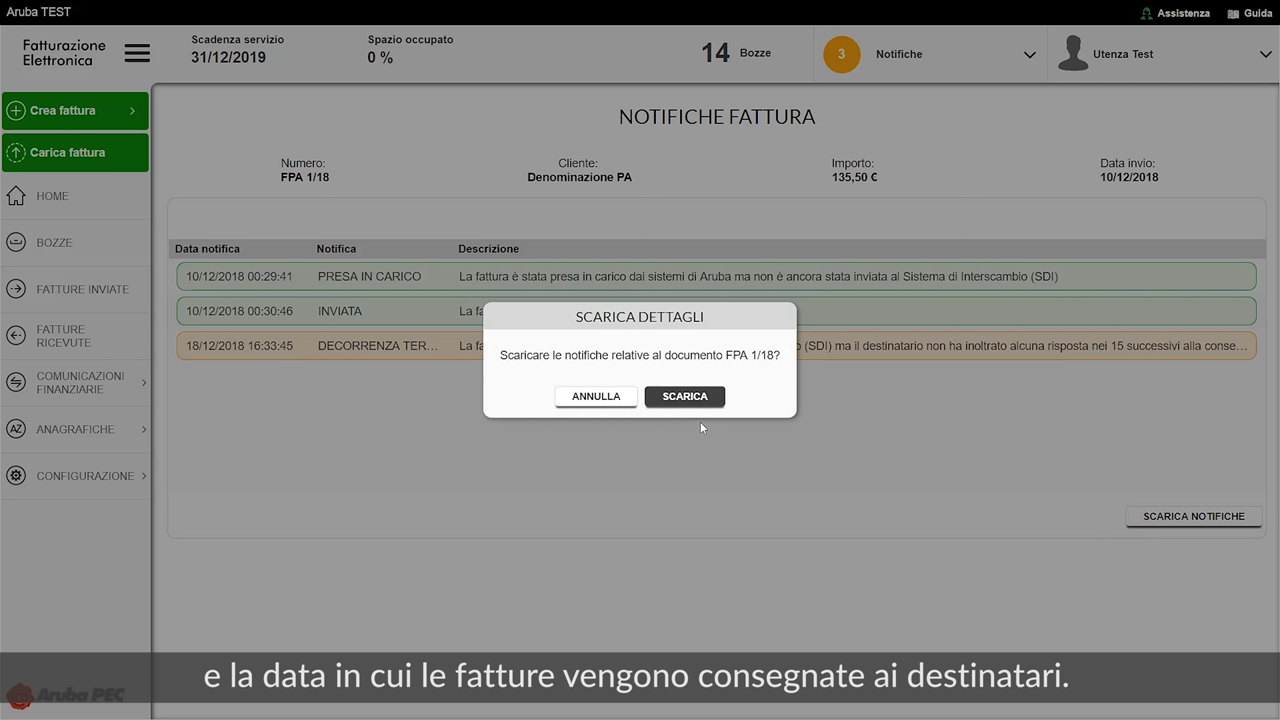 Aruba TEST
Assistenza
Guida
Fatturazione
Elettronica
Scadenza servizio
31/12/2019
Spazio occupato
0 %
14 Bozze
3 Notifiche
Utenza Test
Crea fattura
Carica fattura
HOME
BOZZE
FATTURE INVIATE
FATTURE
RICEVUTE
COMUNICAZIONI
FINANZIARIE
AZ ANAGRAFICHE
CONFIGURAZIONE
NOTIFICHE FATTURA
Numero:
FPA 1/18
Cliente:
Denominazione PA
Importo:
135,50 €
Data invio:
10/12/2018
Data notifica Notifica Descrizione
10/12/2018 00:29:41 PRESA IN CARICO La fattura è stata presa in carico dai sistemi di Aruba ma non è ancora stata inviata al Sistema di Interscambio (SDI)
10/12/2018 00:30:46 INVIATA La
18/12/2018 16:33:45 DECORRENZA TER... La (SDI) ma il destinatario non ha inoltrato alcuna risposta nei 15 successivi alla conse...
SCARICA DETTAGLI
Scaricare le notifiche relative al documento FPA 1/18?
ANNULLA SCARICA
SCARICA NOTIFICHE
e la data in cui le fatture vengono consegnate ai destinatari.
Aruba PEC